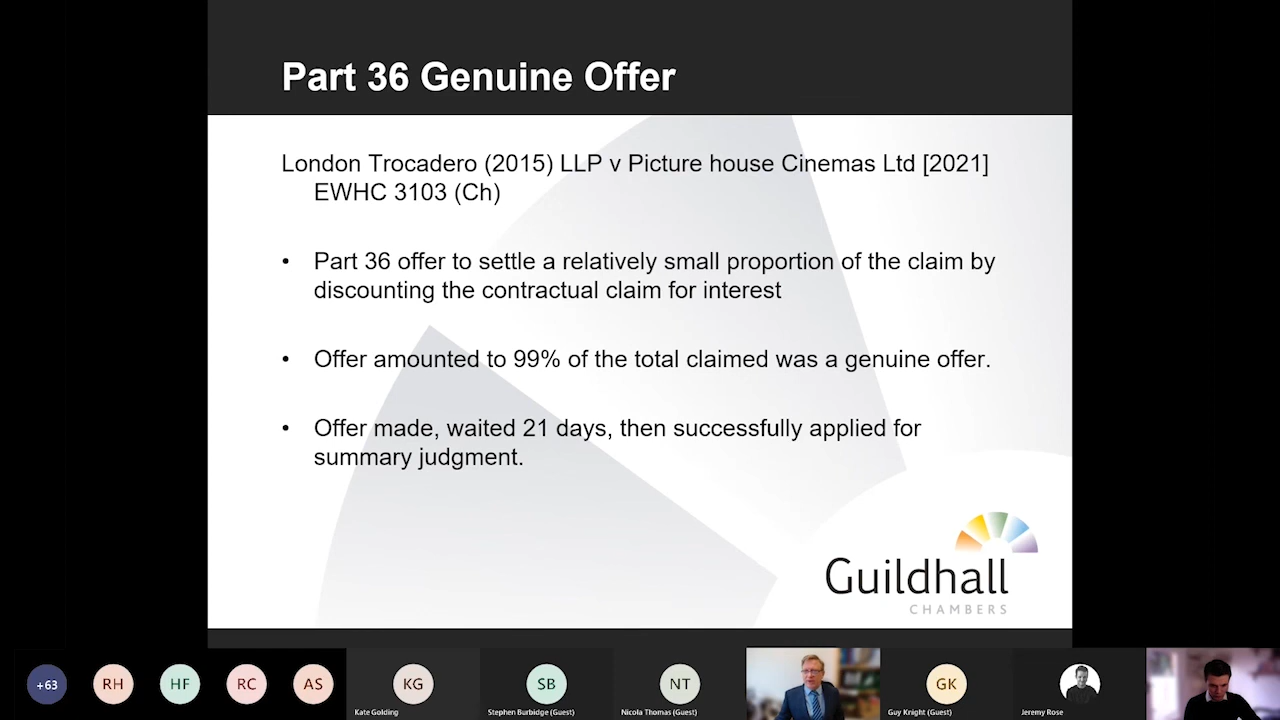 Part 36 Genuine Offer
London Trocadero (2015) LLP v Picture house Cinemas Ltd [2021]
EWHC 3103 (Ch)
• Part 36 offer to settle a relatively small proportion of the claim by
discounting the contractual claim for interest
• Offer amounted to 99% of the total claimed was a genuine offer.
• Offer made, waited 21 days, then successfully applied for
summary judgment.
Guildhall
CHAMBERS
+63
RH
HF
RC
AS
KG
SB
NT
GK
Kate Golding
Stephen Burbidge (Guest)
Nicola Thomas (Guest)
Guy Knight (Guest)
Jeremy Rose